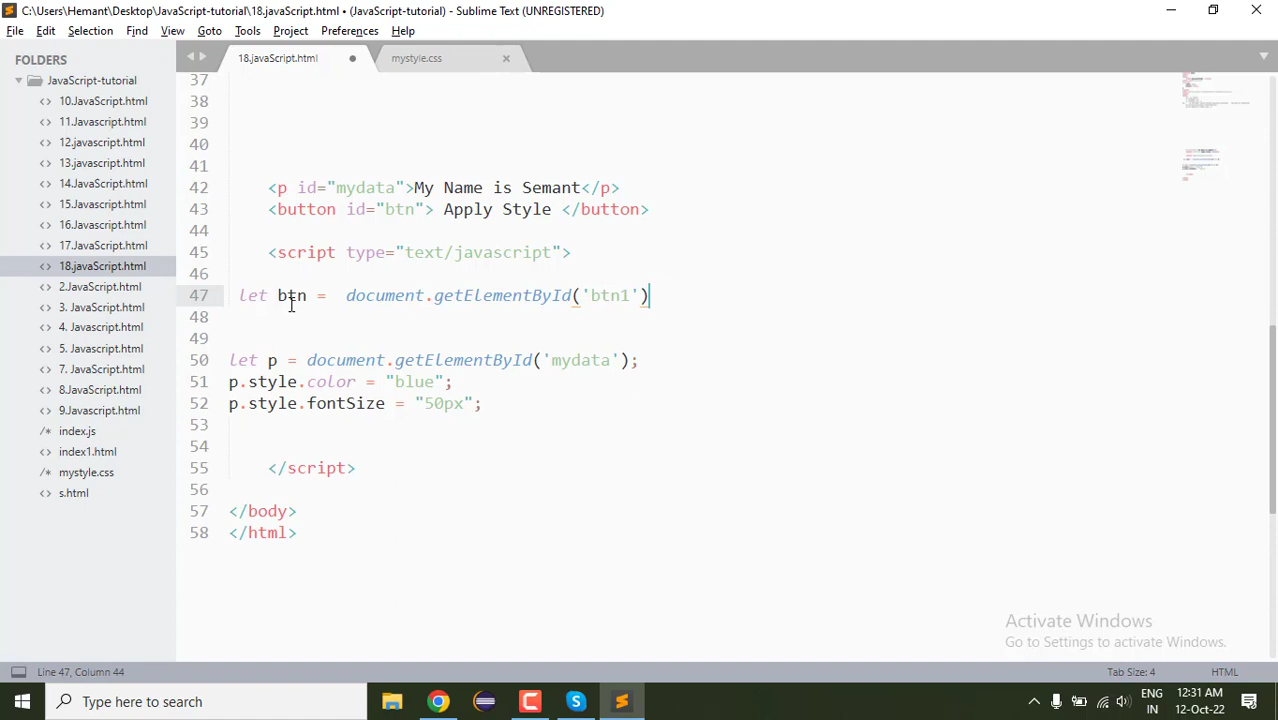 C:\Users\Hemant\Desktop\JavaScript-tutorial\18.javaScript.html • (JavaScript-tutorial) - Sublime Text (UNREGISTERED)
File Edit Selection Find View Goto Tools Project Preferences Help
FOLDERS
JavaScript-tutorial
10.JavaScript.html
11.JavaScript.html
12.javascript.html
13.javascript.html
14.JavaScript.html
15.JavaScript.html
16.Javascript.html
17.JavaScript.html
18.javaScript.html
2.JavaScript.html
3. JavaScript.html
4. Javascript.html
5. JavaScript.html
7. JavaScript.html
8.JavaScript.html
9.Javascript.html
/* index.js
index1.html
/* mystyle.css
s.html
18.javaScript.html mystyle.css
37
38
39
40
41
42 <p id="mydata">My Name is Semant</p>
43 <button id="btn"> Apply Style </button>
44
45 <script type="text/javascript">
46
47 let btn = document.getElementById('btn1')
48
49
50 let p = document.getElementById('mydata');
51 p.style.color = "blue";
52 p.style.fontSize = "50px";
53
54
55 </script>
56
57 </body>
58 </html>
Activate Windows
Go to Settings to activate Windows.
Line 47, Column 44 Tab Size: 4 HTML
Type here to search
ENG
IN
12:31 AM
12-Oct-22